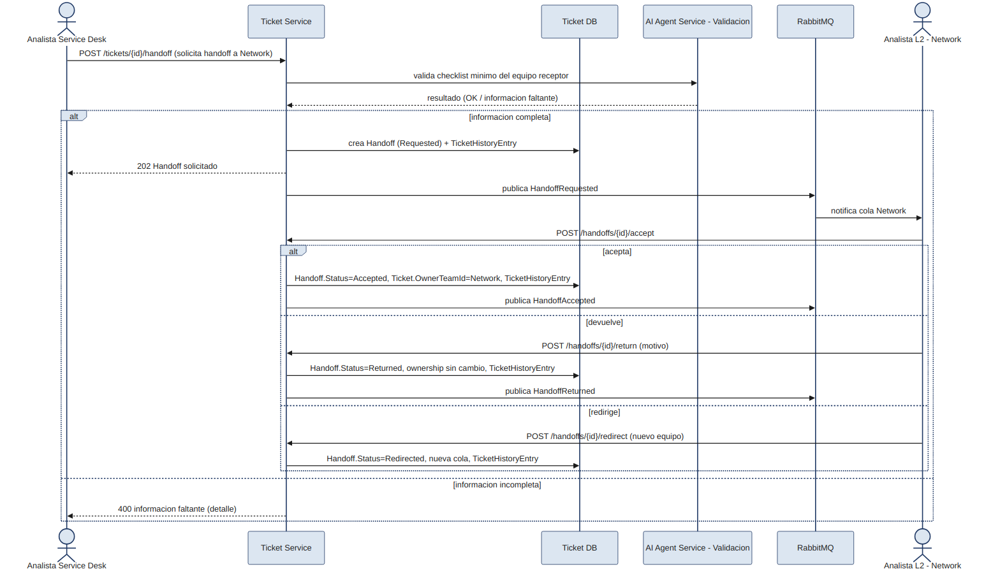 Analista Service Desk
Ticket Service
Ticket DB
AI Agent Service - Validacion
RabbitMQ
Analista L2 - Network
POST /tickets/{id}/handoff (solicita handoff a Network)
valida checklist minimo del equipo receptor
resultado (OK / informacion faltante)
alt
[informacion completa]
crea Handoff (Requested) + TicketHistoryEntry
202 Handoff solicitado
publica HandoffRequested
notifica cola Network
POST /handoffs/{id}/accept
alt
[acepta]
Handoff.Status=Accepted, Ticket.OwnerTeamId=Network, TicketHistoryEntry
publica HandoffAccepted
[devuelve]
POST /handoffs/{id}/return (motivo)
Handoff.Status=Returned, ownership sin cambio, TicketHistoryEntry
publica HandoffReturned
[redirige]
POST /handoffs/{id}/redirect (nuevo equipo)
Handoff.Status=Redirected, nueva cola, TicketHistoryEntry
[informacion incompleta]
400 informacion faltante (detalle)
Analista Service Desk
Ticket Service
Ticket DB
AI Agent Service - Validacion
RabbitMQ
Analista L2 - Network